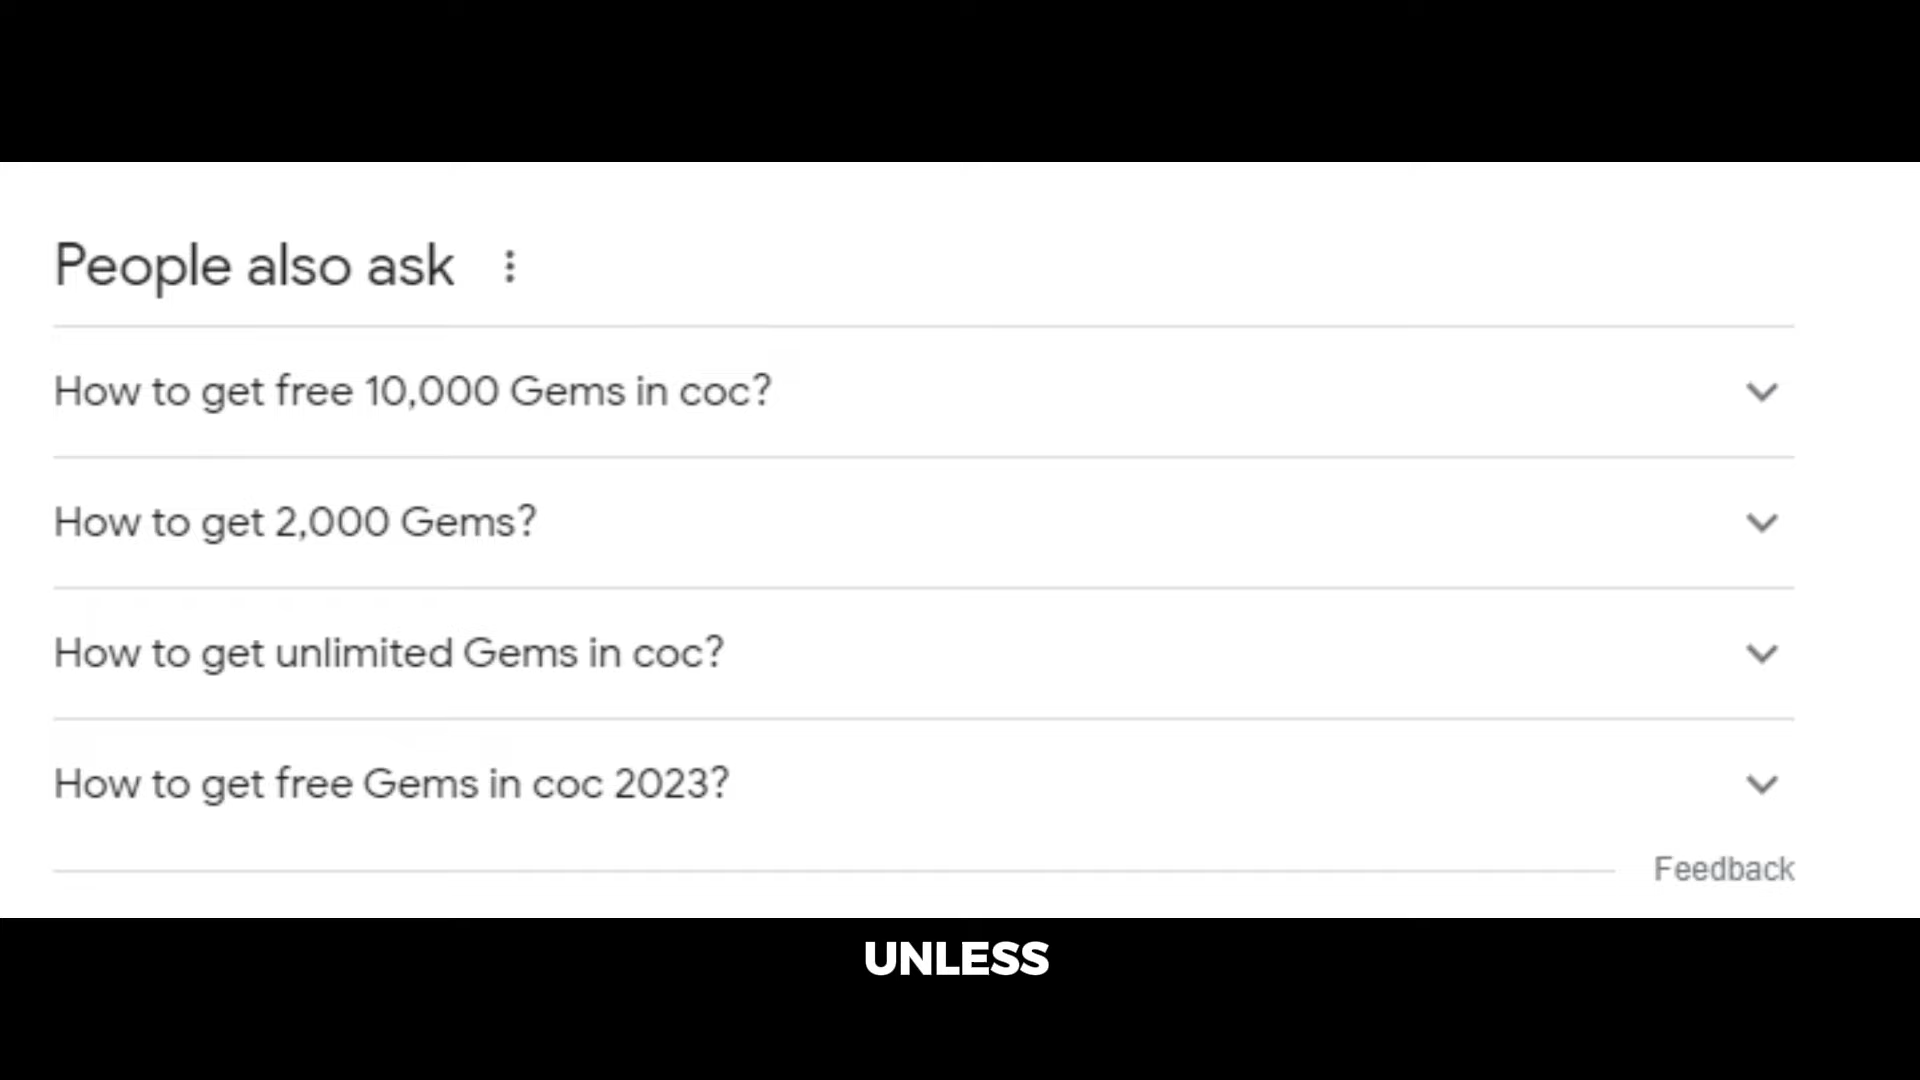 People also ask
How to get free 10,000 Gems in coc?
How to get 2,000 Gems?
How to get unlimited Gems in coc?
How to get free Gems in coc 2023?
Feedback
UNLESS